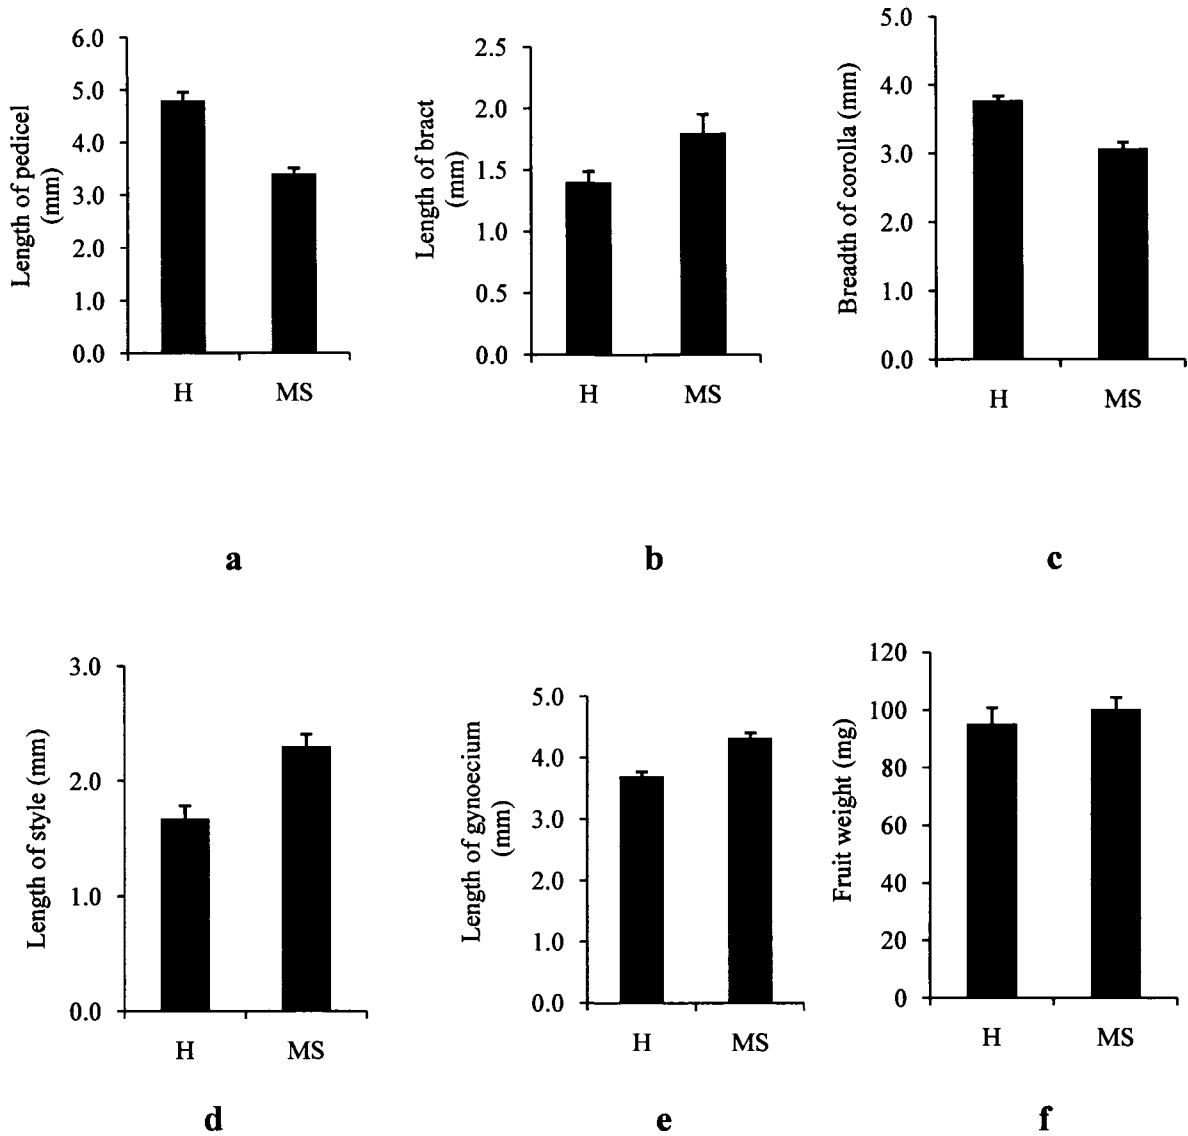 Length of pedicel
(mm)
6.0
5.0
4.0
3.0
2.0
1.0
0.0
H MS
a
Length of bract
(mm)
2.5
2.0
1.5
1.0
0.5
0.0
H MS
b
Breadth of corolla (mm)
5.0
4.0
3.0
2.0
1.0
0.0
H MS
c
Length of style (mm)
3.0
2.0
1.0
0.0
H MS
d
Length of gynoecium
(mm)
5.0
4.0
3.0
2.0
1.0
0.0
H MS
e
Fruit weight (mg)
120
100
80
60
40
20
0
H MS
f